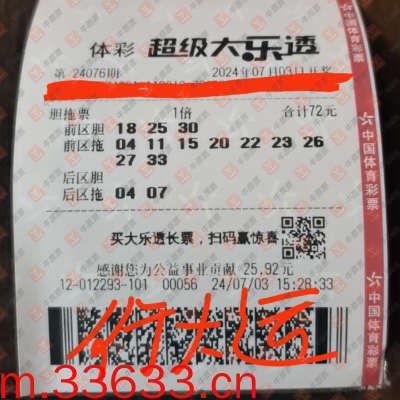 体彩 超级大乐透
第 24076期 2024年07月03日开奖
胆拖票 1倍 合计72元
前区胆 18 25 30
前区拖 04 11 15 20 22 23 26
27 33
后区胆
后区拖 04 07
买大乐透长票，扫码赢惊喜
感谢您为公益事业贡献 25.92元
12-012293-101 00056 24/07/03 15:28:33
行大运
m.33633.cn
中国体育彩票
中国体育彩票